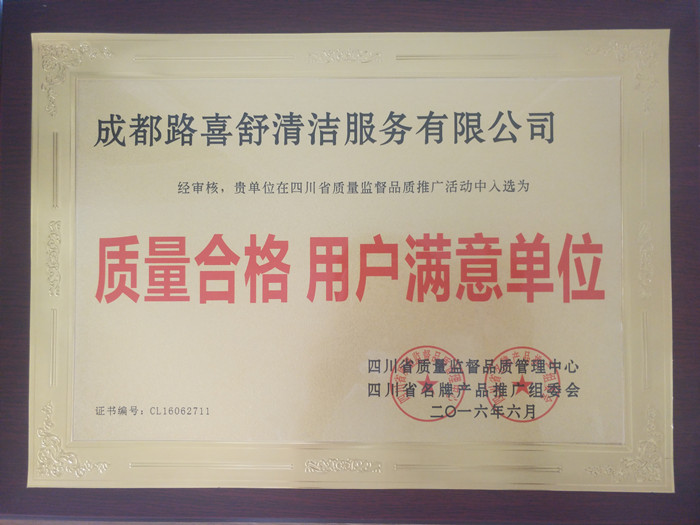 成都路喜舒清洁服务有限公司
经审核，贵单位在四川省质量监督品质推广活动中入选为
质量合格 用户满意单位
四川省质量监督品质管理中心
四川省名牌产品推广组委会
二〇一六年六月
证书编号：CL16062711